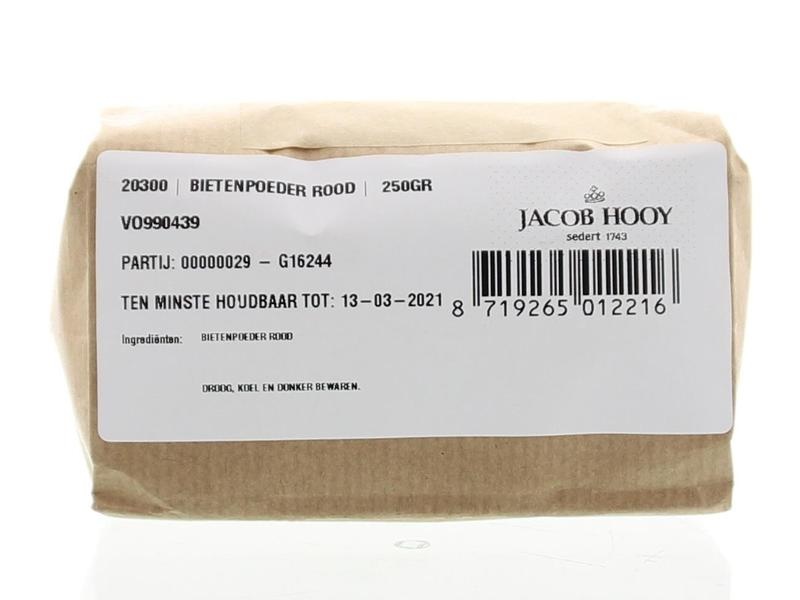 20300 | BIETENPOEDER ROOD | 250GR
VO990439
PARTIJ: 00000029 – G16244
TEN MINSTE HOUDBAAR TOT: 13–03–2021
Ingrediënten: BIETENPOEDER ROOD
DROOG, KOEL EN DONKER BEWAREN.
JACOB HOOY
sedert 1743
8 719265 012216